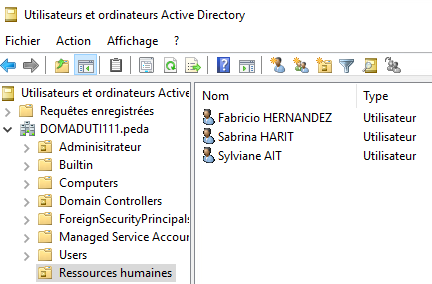 Utilisateurs et ordinateurs Active Directory
Fichier Action Affichage ?
Utilisateurs et ordinateurs Active
Requêtes enregistrées
DOMADUTI111.peda
Adminisitrateur
Builtin
Computers
Domain Controllers
ForeignSecurityPrincipals
Managed Service Accour
Users
Ressources humaines
Nom Type
Fabricio HERNANDEZ Utilisateur
Sabrina HARIT Utilisateur
Sylviane AIT Utilisateur